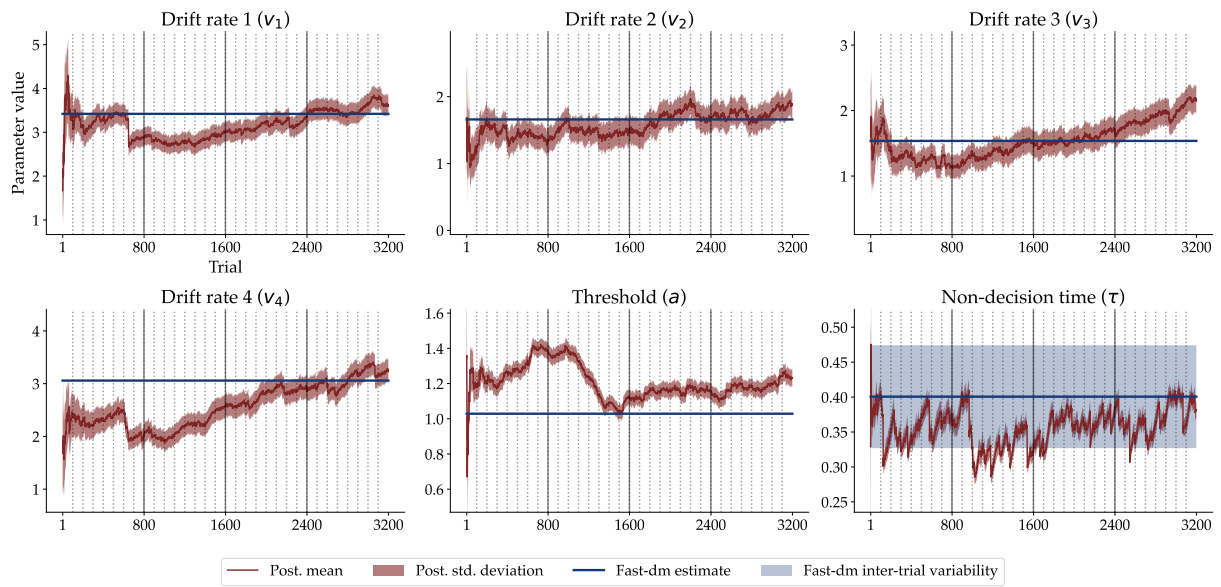 Drift rate 1 (v₁)
Drift rate 2 (v₂)
Drift rate 3 (v₃)
Parameter value
5
4
3
2
1
1 800 1600 2400 3200
Trial
2
1
0
1 800 1600 2400 3200
3
2
1
1 800 1600 2400 3200
Drift rate 4 (v₄)
Threshold (a)
Non-decision time (τ)
4
3
2
1
1 800 1600 2400 3200
1.6
1.4
1.2
1.0
0.8
0.6
1 800 1600 2400 3200
0.50
0.45
0.40
0.35
0.30
0.25
1 800 1600 2400 3200
Post. mean Post. std. deviation Fast-dm estimate Fast-dm inter-trial variability